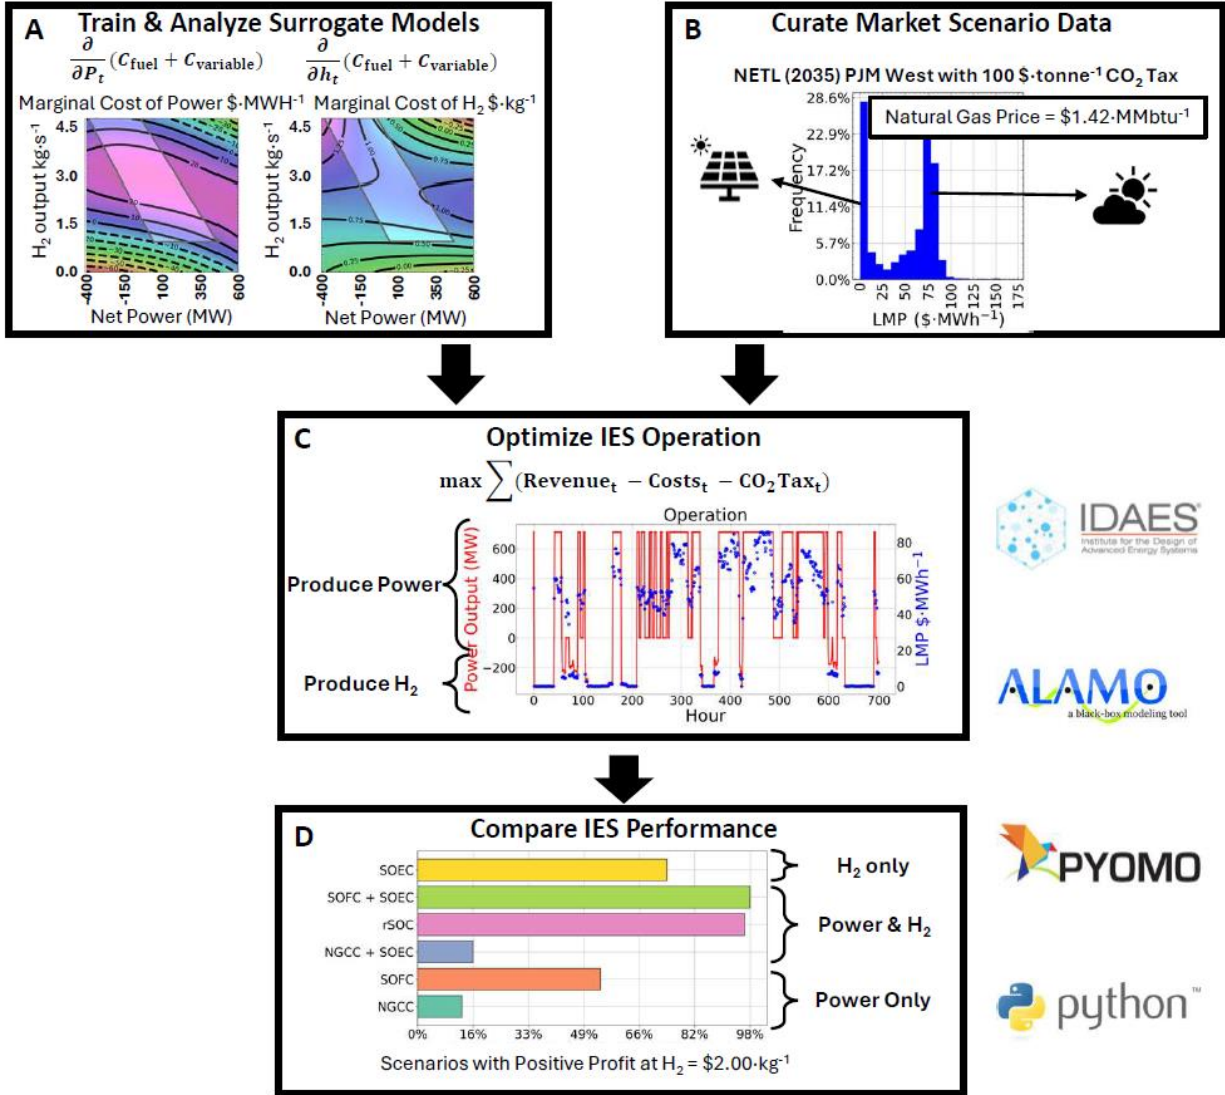 A
Train & Analyze Surrogate Models
∂/∂Pₜ (C_fuel + C_variable)
∂/∂hₜ (C_fuel + C_variable)
Marginal Cost of Power $·MWH⁻¹
Marginal Cost of H₂ $·kg⁻¹
H₂ output kg·s⁻¹
4.5
3.0
1.5
0.0
-400
-150
100
350
600
Net Power (MW)
H₂ output kg·s⁻¹
4.5
3.0
1.5
0.0
-400
-150
100
350
600
Net Power (MW)
B
Curate Market Scenario Data
NETL (2035) PJM West with 100 $·tonne⁻¹ CO₂ Tax
Natural Gas Price = $1.42·MMbtu⁻¹
Frequency
28.6%
22.9%
17.2%
11.4%
5.7%
0.0%
0 25 50 75 100 125 150 175
LMP ($·MWh⁻¹)
C
Optimize IES Operation
max ∑(Revenueₜ − Costsₜ − CO₂Taxₜ)
Operation
Produce Power
Produce H₂
Power Output (MW)
600
400
200
0
−200
0 100 200 300 400 500 600 700
Hour
80
60
40
20
0
LMP $·MWh⁻¹
D
Compare IES Performance
SOEC
SOFC + SOEC
rSOC
NGCC + SOEC
SOFC
NGCC
0% 16% 33% 49% 66% 82% 98%
Scenarios with Positive Profit at H₂ = $2.00·kg⁻¹
H₂ only
Power & H₂
Power Only
IDAES
Institute for the Design of
Advanced Energy Systems
ALAMO
a black-box modeling tool
PYOMO
python™